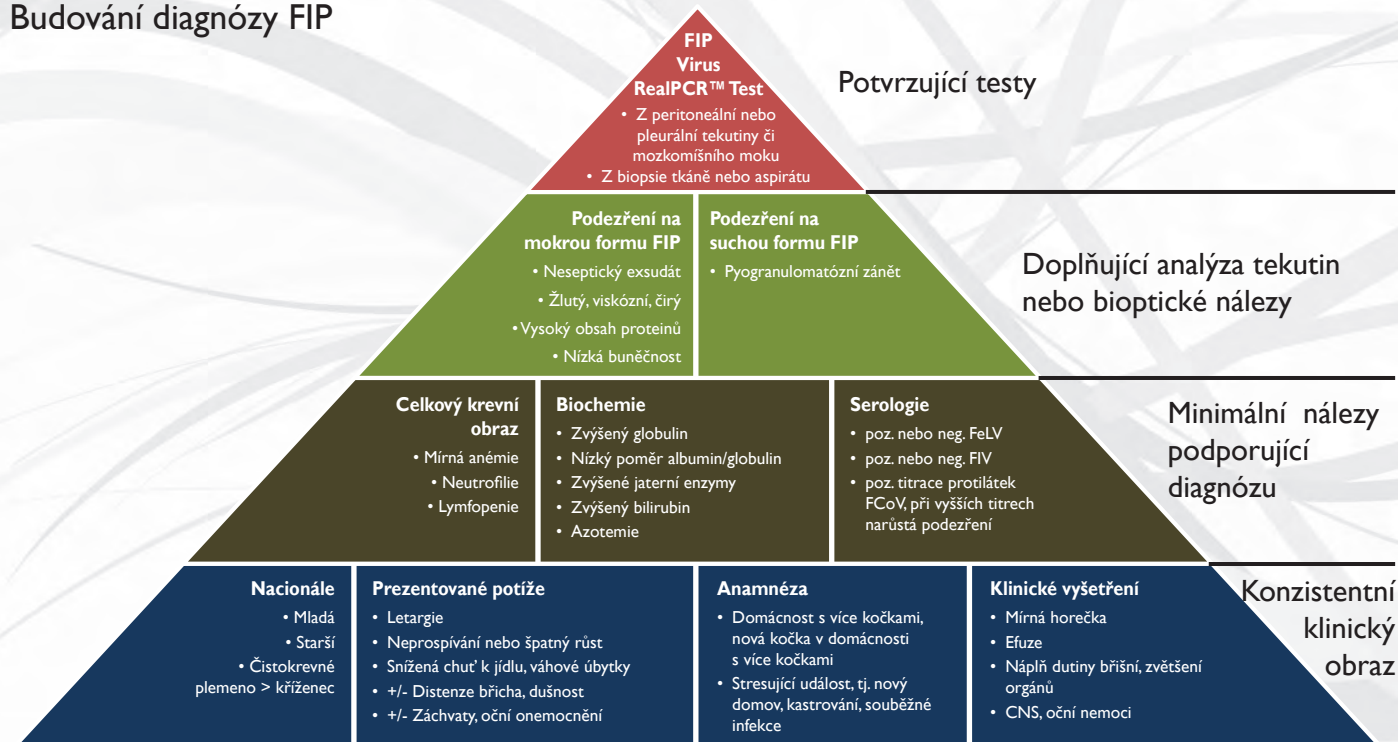 Budování diagnózy FIP
FIP
Virus
RealPCR™ Test
• Z peritoneální nebo
pleurální tekutiny či
mozkomíšního moku
• Z biopsie tkáně nebo aspirátu
Potvrzující testy
Podezření na
mokrou formu FIP
• Neseptický exsudát
• Žlutý, viskózní, čirý
• Vysoký obsah proteinů
• Nízká buněčnost
Podezření na
suchou formu FIP
• Pyogranulomatózní zánět
Doplňující analýza tekutin
nebo bioptické nálezy
Celkový krevní
obraz
• Mírná anémie
• Neutrofilie
• Lymfopenie
Biochemie
• Zvýšený globulin
• Nízký poměr albumin/globulin
• Zvýšené jaterní enzymy
• Zvýšený bilirubin
• Azotemie
Serologie
• poz. nebo neg. FeLV
• poz. nebo neg. FIV
• poz. titrace protilátek
FCoV, při vyšších titrech
narůstá podezření
Minimální nálezy
podporující
diagnózu
Nacionále
• Mladá
• Starší
• Čistokrevné
plemeno > kříženec
Prezentované potíže
• Letargie
• Neprospívání nebo špatný růst
• Snížená chuť k jídlu, váhové úbytky
• +/- Distenze břicha, dušnost
• +/- Záchvaty, oční onemocnění
Anamnéza
• Domácnost s více kočkami,
nová kočka v domácnosti
s více kočkami
• Stresující událost, tj. nový
domov, kastrování, souběžné
infekce
Klinické vyšetření
• Mírná horečka
• Efuze
• Náplň dutiny břišní, zvětšení
orgánů
• CNS, oční nemoci
Konzistentní
klinický
obraz